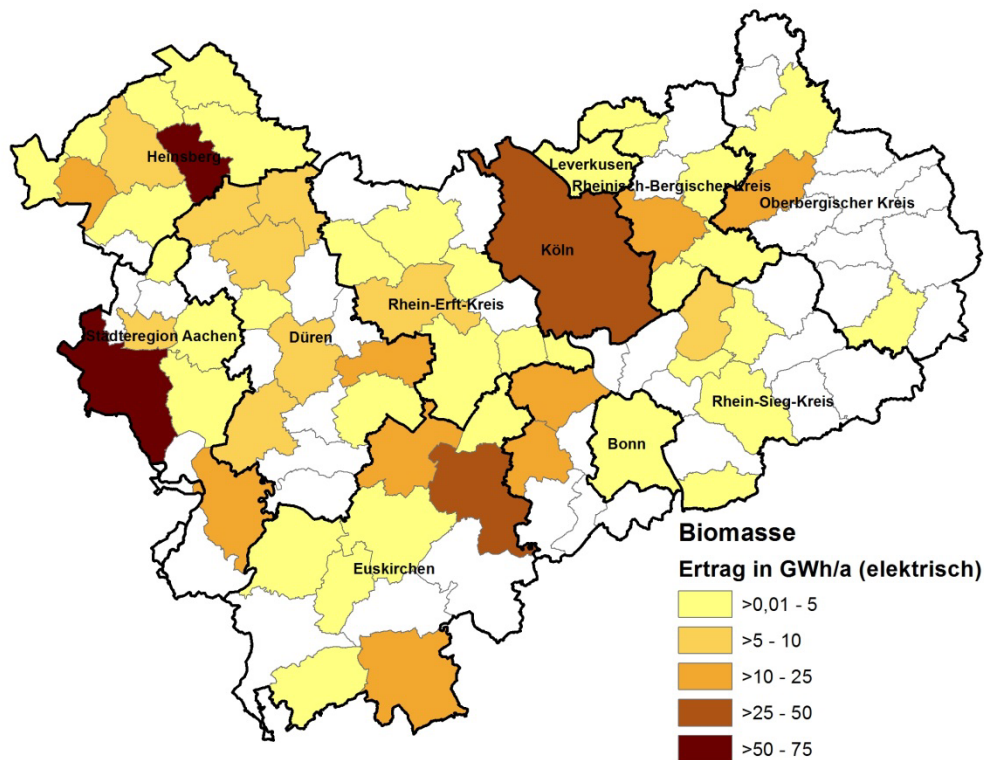 Heinsberg
Leverkusen
Rheinisch-Bergischer Kreis
Oberbergischer Kreis
Köln
Rhein-Erft-Kreis
Städteregion Aachen
Düren
Rhein-Sieg-Kreis
Bonn
Euskirchen
Biomasse
Ertrag in GWh/a (elektrisch)
>0,01 - 5
>5 - 10
>10 - 25
>25 - 50
>50 - 75